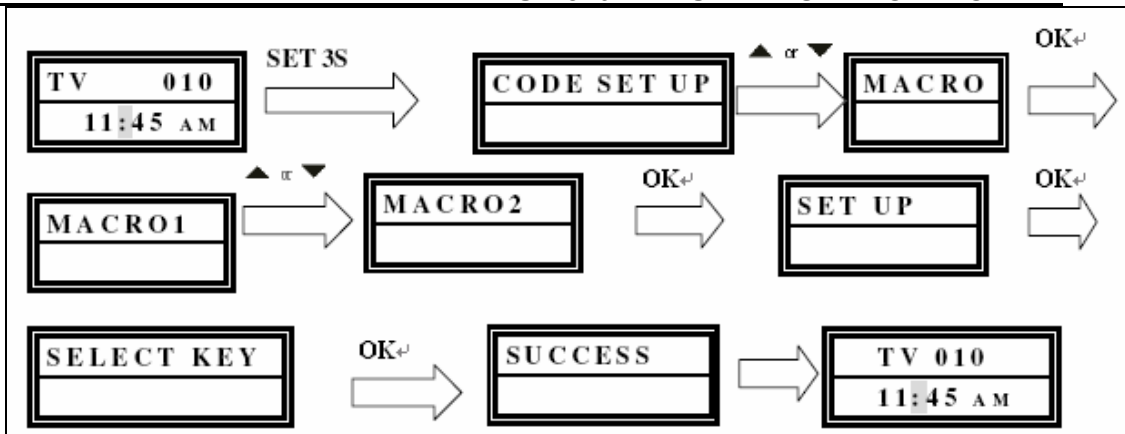 TV 010
11:45 AM
SET 3S
CODE SET UP
▲ or ▼
MACRO
OK↵
MACRO1
▲ or ▼
MACRO2
OK↵
SET UP
OK↵
SELECT KEY
OK↵
SUCCESS
TV 010
11:45 AM